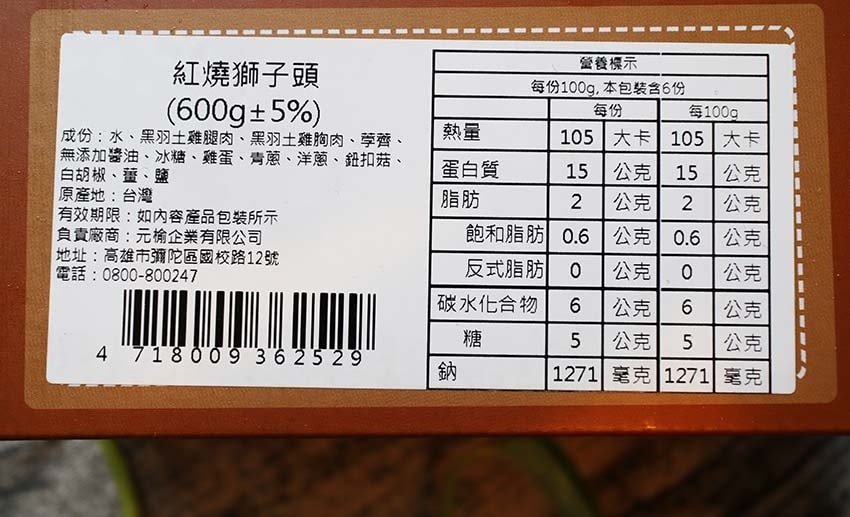 紅燒獅子頭
(600g±5%)
成份：水、黑羽土雞腿肉、黑羽土雞胸肉、荸薺、
無添加醬油、冰糖、雞蛋、青蔥、洋蔥、鈕扣菇、
白胡椒、薑、鹽
原產地：台灣
有效期限：如內容產品包裝所示
負責廠商：元榆企業有限公司
地址：高雄市彌陀區國校路12號
電話：0800-800247
4 718009 362529
營養標示
每份100g, 本包裝含6份
每份 每100g
熱量 105 大卡 105 大卡
蛋白質 15 公克 15 公克
脂肪 2 公克 2 公克
飽和脂肪 0.6 公克 0.6 公克
反式脂肪 0 公克 0 公克
碳水化合物 6 公克 6 公克
糖 5 公克 5 公克
鈉 1271 毫克 1271 毫克